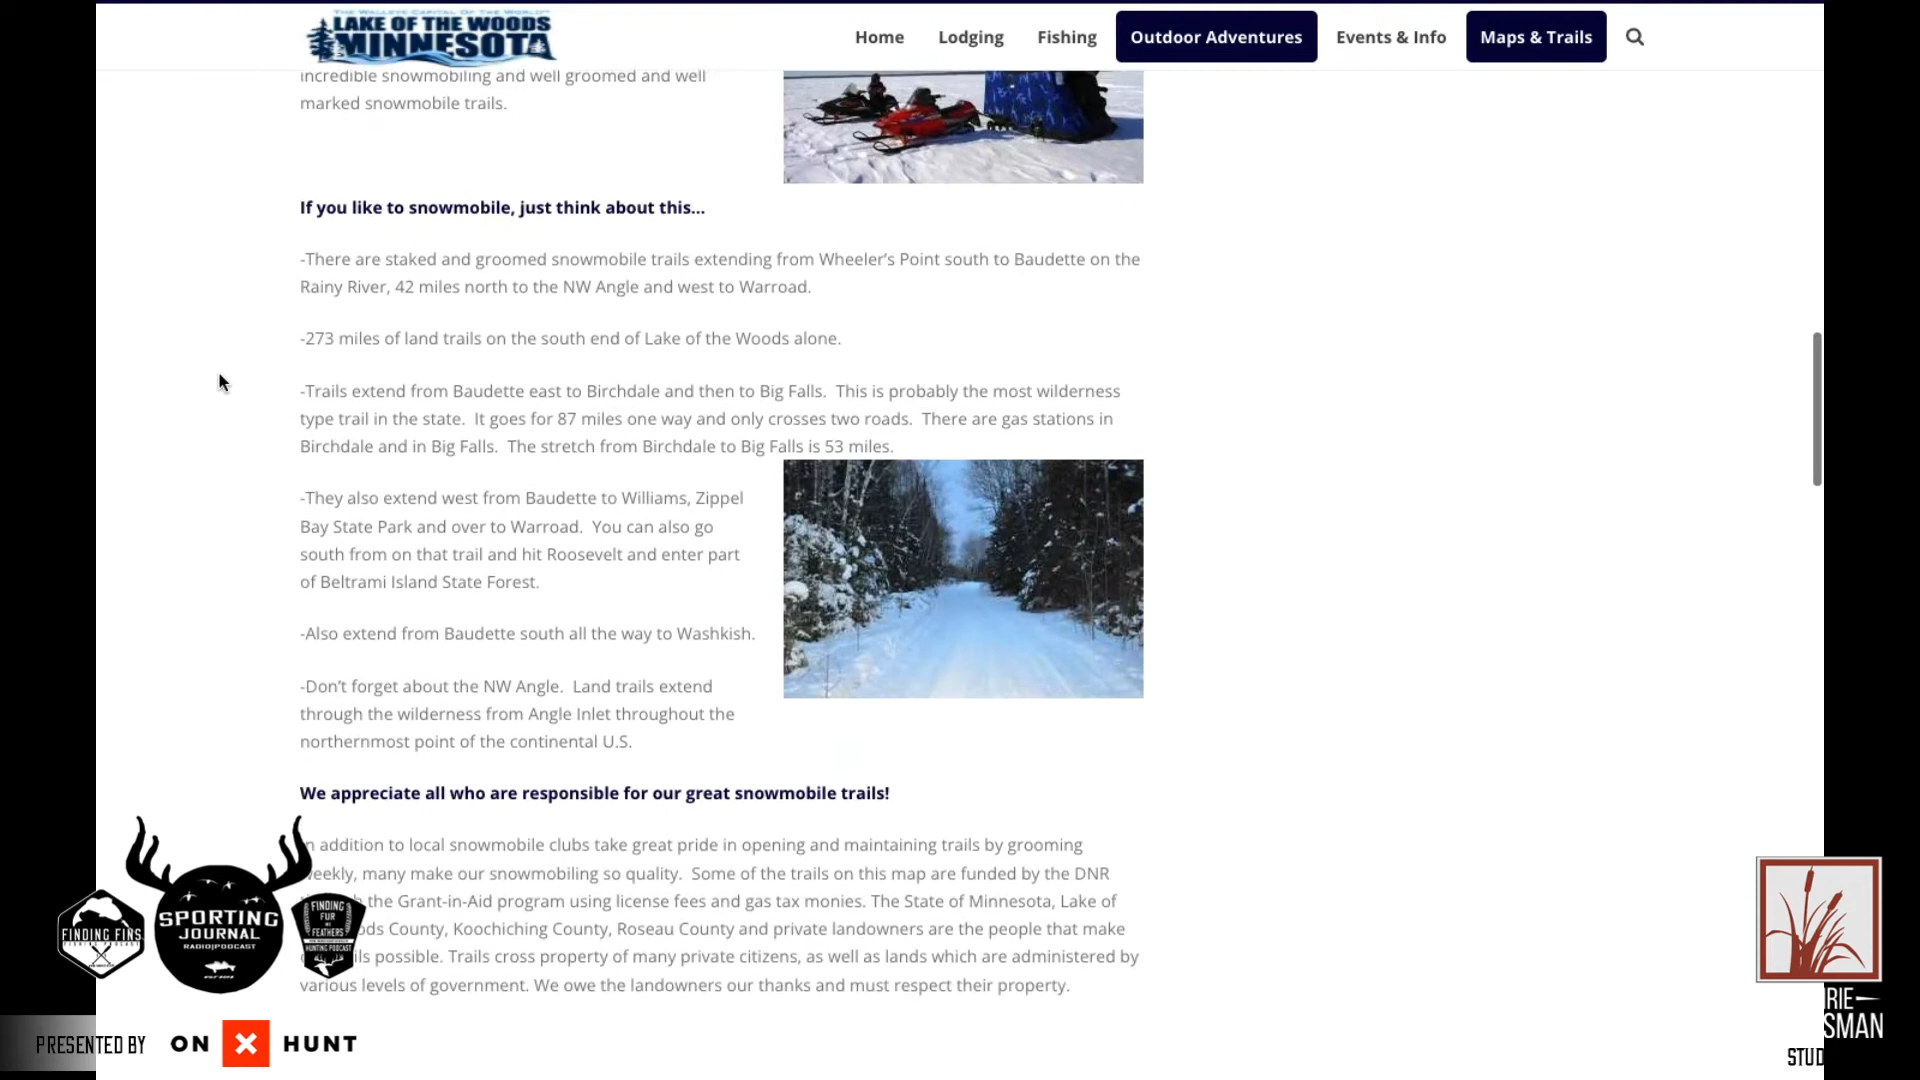 THE WALLEYE CAPITAL OF THE WORLD
LAKE OF THE WOODS
MINNESOTA
Home
Lodging
Fishing
Outdoor Adventures
Events & Info
Maps & Trails
incredible snowmobiling and well groomed and well
marked snowmobile trails.
If you like to snowmobile, just think about this...
-There are staked and groomed snowmobile trails extending from Wheeler's Point south to Baudette on the
Rainy River, 42 miles north to the NW Angle and west to Warroad.
-273 miles of land trails on the south end of Lake of the Woods alone.
-Trails extend from Baudette east to Birchdale and then to Big Falls.  This is probably the most wilderness
type trail in the state.  It goes for 87 miles one way and only crosses two roads.  There are gas stations in
Birchdale and in Big Falls.  The stretch from Birchdale to Big Falls is 53 miles.
-They also extend west from Baudette to Williams, Zippel
Bay State Park and over to Warroad.  You can also go
south from on that trail and hit Roosevelt and enter part
of Beltrami Island State Forest.
-Also extend from Baudette south all the way to Washkish.
-Don't forget about the NW Angle.  Land trails extend
through the wilderness from Angle Inlet throughout the
northernmost point of the continental U.S.
We appreciate all who are responsible for our great snowmobile trails!
n addition to local snowmobile clubs take great pride in opening and maintaining trails by grooming
eekly, many make our snowmobiling so quality.  Some of the trails on this map are funded by the DNR
the Grant-in-Aid program using license fees and gas tax monies. The State of Minnesota, Lake of
ods County, Koochiching County, Roseau County and private landowners are the people that make
ils possible. Trails cross property of many private citizens, as well as lands which are administered by
various levels of government. We owe the landowners our thanks and must respect their property.
FINDING FINS
FISHING PODCAST
SPORTING
JOURNAL
RADIO|PODCAST
FINDING
FUR
FEATHERS
HUNTING PODCAST
PRESENTED BY
ON X HUNT
RIE
SMAN
STUD